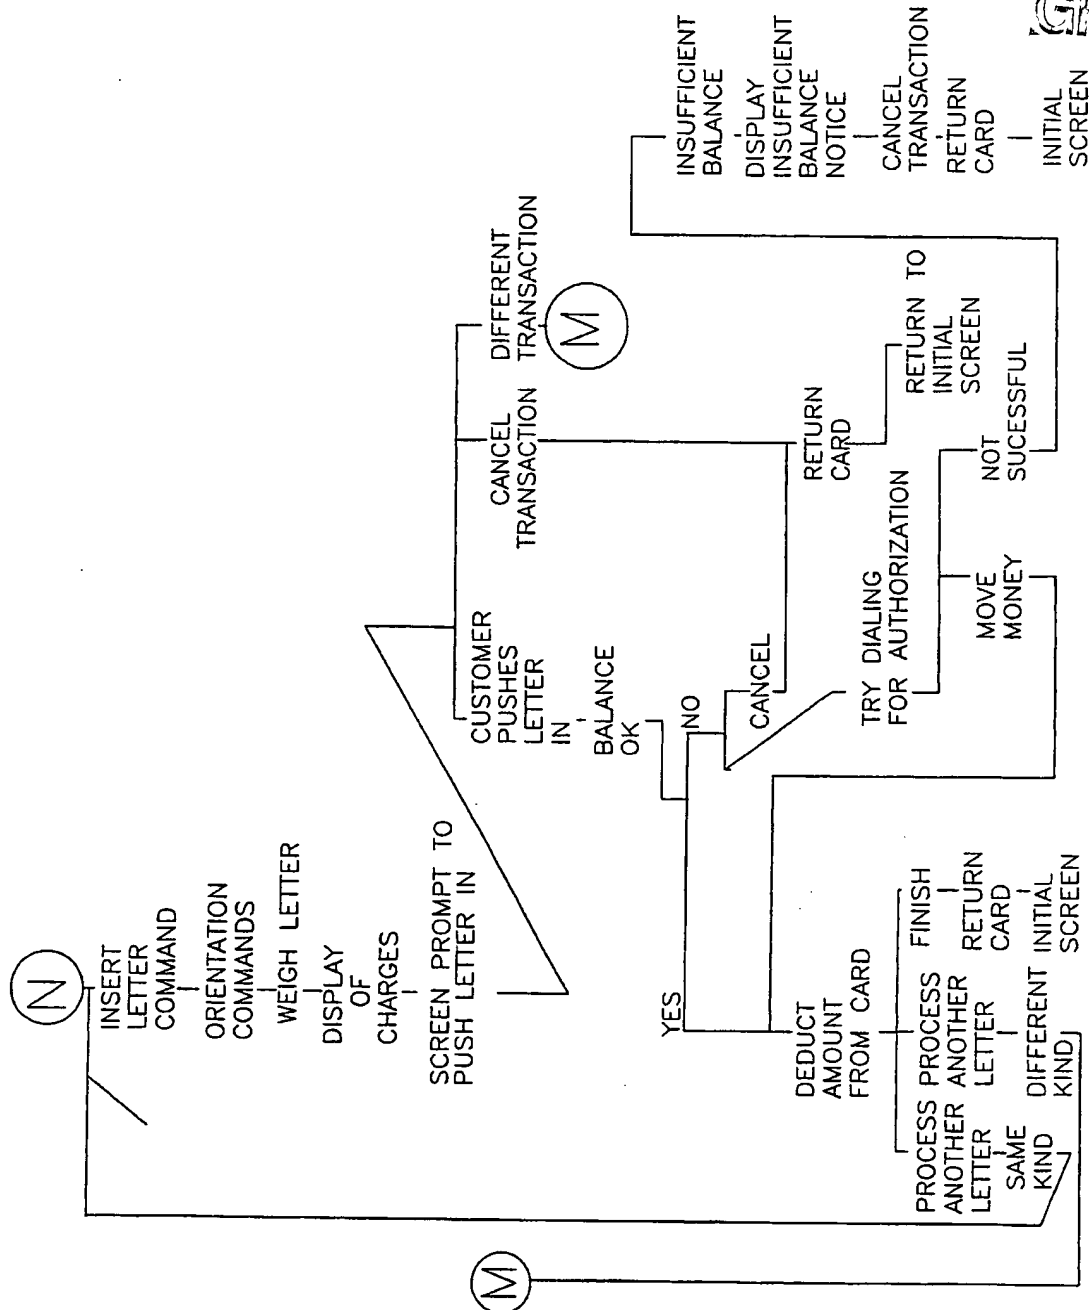 N
INSERT
LETTER
COMMAND
ORIENTATION
COMMANDS
WEIGH LETTER
DISPLAY
OF
CHARGES
SCREEN PROMPT TO
PUSH LETTER IN
CUSTOMER
PUSHES
LETTER
IN
BALANCE
OK
CANCEL
TRANSACTION
DIFFERENT
TRANSACTION
M
YES
NO
CANCEL
RETURN
CARD
RETURN TO
INITIAL
SCREEN
TRY DIALING
FOR AUTHORIZATION
MOVE
MONEY
NOT
SUCESSFUL
INSUFFICIENT
BALANCE
DISPLAY
INSUFFICIENT
BALANCE
NOTICE
CANCEL
TRANSACTION
RETURN
CARD
INITIAL
SCREEN
DEDUCT
AMOUNT
FROM CARD
PROCESS
ANOTHER
LETTER
SAME
KIND
PROCESS
ANOTHER
LETTER
DIFFERENT
KIND
FINISH
RETURN
CARD
INITIAL
SCREEN
M